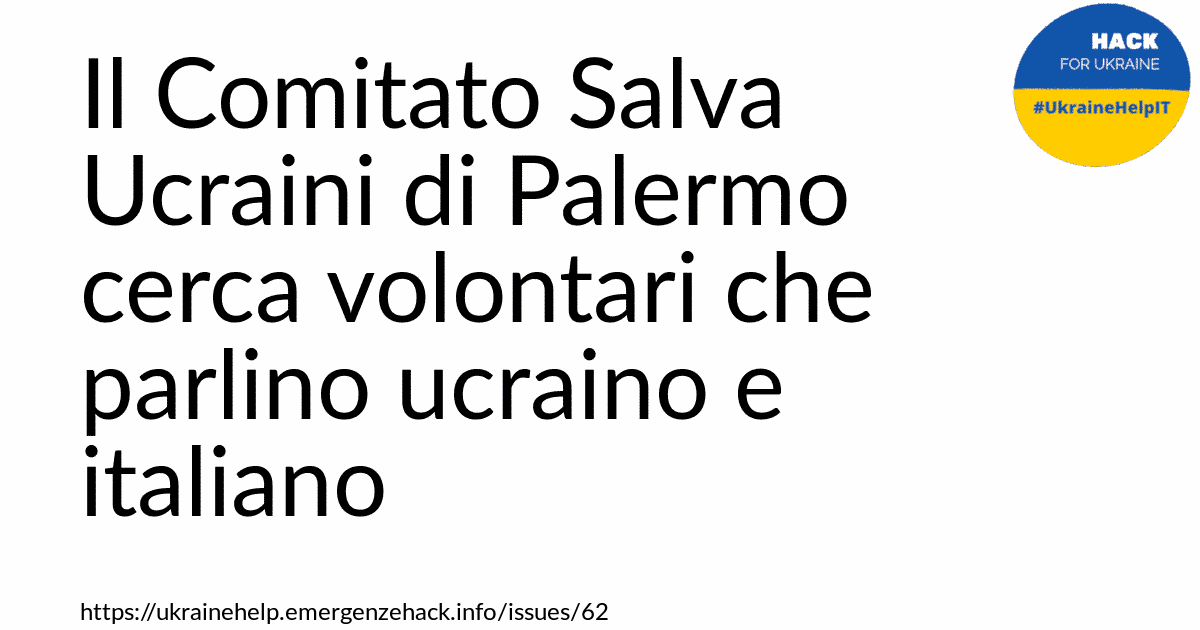 HACK
FOR UKRAINE
#UkraineHelpIT
Il Comitato Salva
Ucraini di Palermo
cerca volontari che
parlino ucraino e
italiano
https://ukrainehelp.emergenzehack.info/issues/62